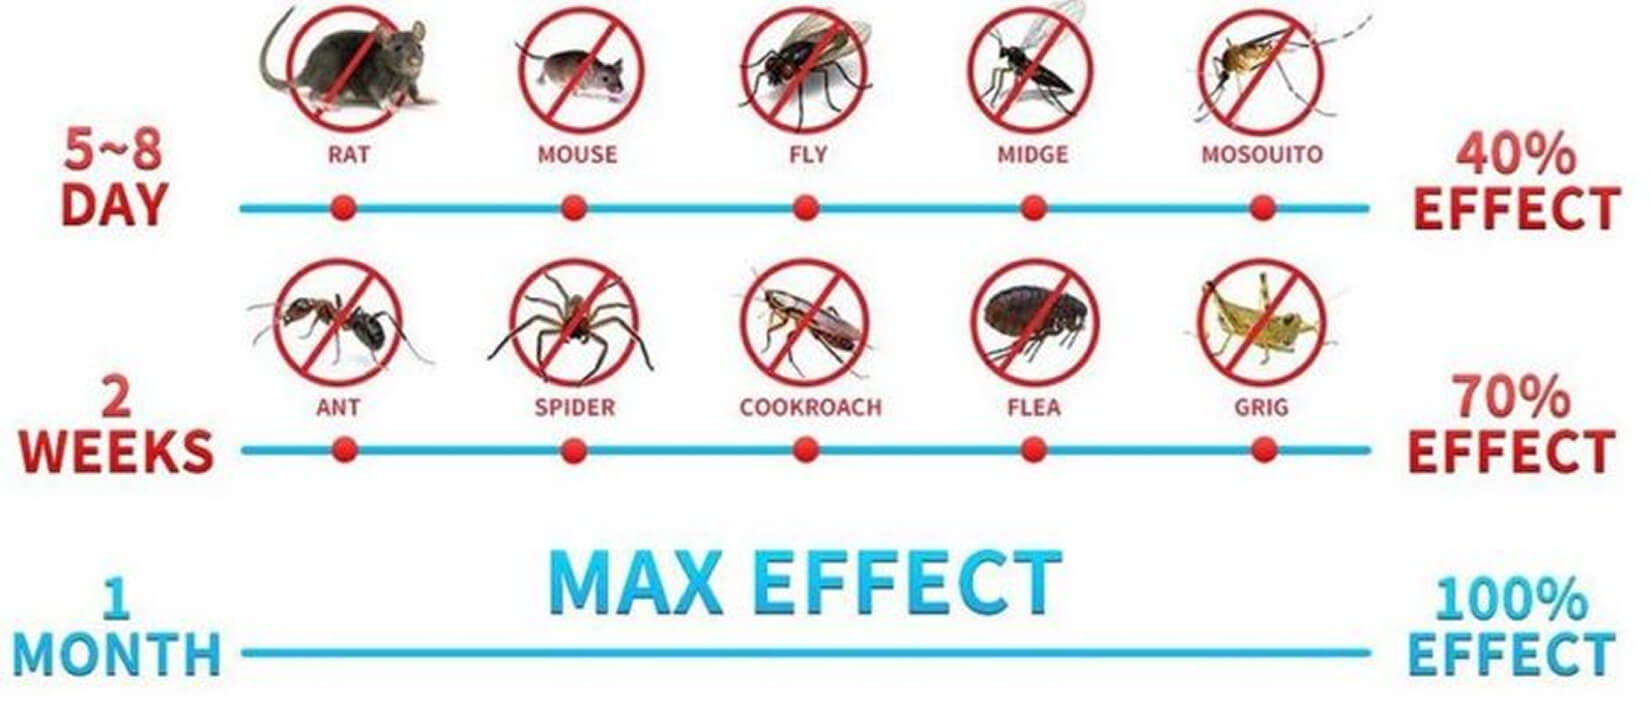 RAT MOUSE FLY MIDGE MOSOUITO
5~8
DAY
40%
EFFECT
ANT SPIDER COOKROACH FLEA GRIG
2
WEEKS
70%
EFFECT
MAX EFFECT
1
MONTH
100%
EFFECT